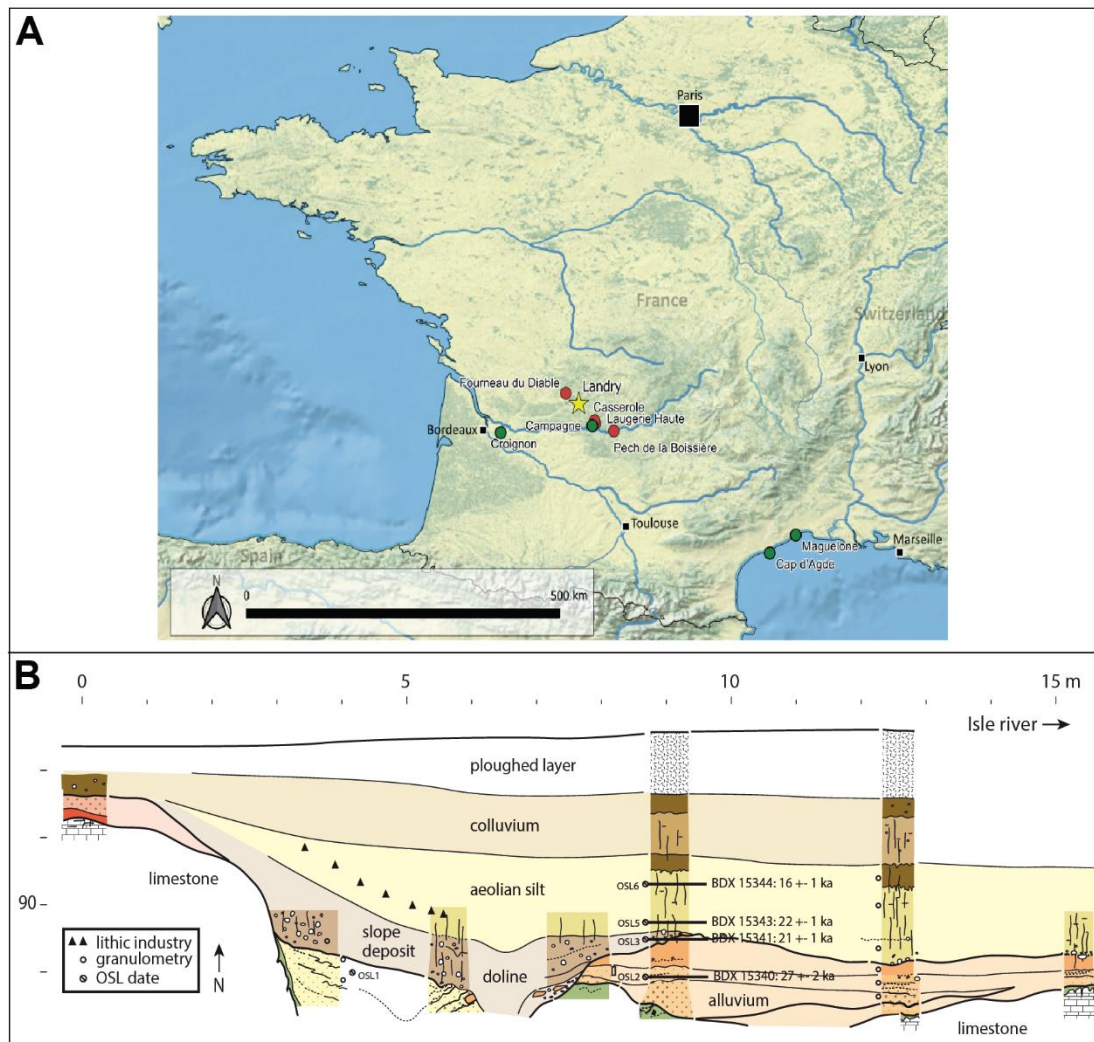 A
Paris
France
Switzerland
Lyon
Fourneau du Diable
Landry
Casserole
Laugerie Haute
Campagne
Bordeaux
Croignon
Pech de la Boissière
Toulouse
Maguelone
Marseille
Cap d'Agde
Spain
N
0 500 km
B
0 5 10 15 m
Isle river →
ploughed layer
colluvium
limestone
aeolian silt
OSL6 BDX 15344: 16 +- 1 ka
90
OSL5 BDX 15343: 22 +- 1 ka
OSL3 BDX 15341: 21 +- 1 ka
slope
deposit
doline
OSL1
OSL2 BDX 15340: 27 +- 2 ka
alluvium
limestone
lithic industry
granulometry
OSL date
N